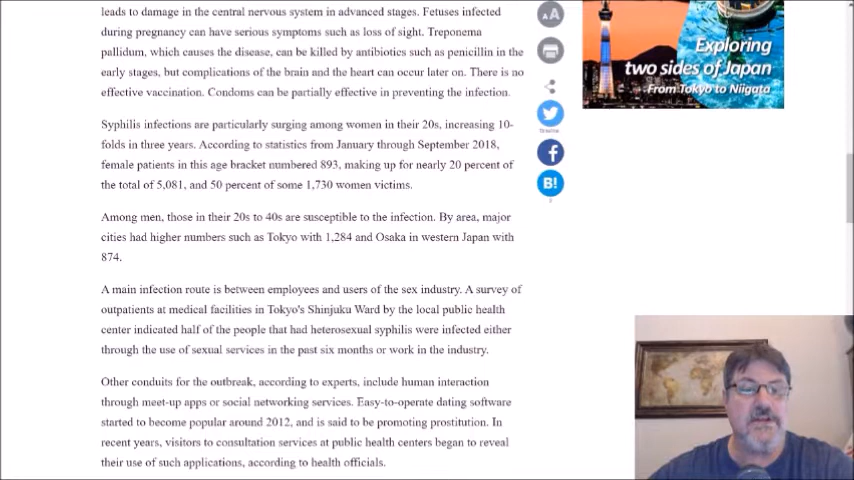 leads to damage in the central nervous system in advanced stages. Fetuses infected
during pregnancy can have serious symptoms such as loss of sight. Treponema
pallidum, which causes the disease, can be killed by antibiotics such as penicillin in the
early stages, but complications of the brain and the heart can occur later on. There is no
effective vaccination. Condoms can be partially effective in preventing the infection.
Syphilis infections are particularly surging among women in their 20s, increasing 10-
folds in three years. According to statistics from January through September 2018,
female patients in this age bracket numbered 893, making up for nearly 20 percent of
the total of 5,081, and 50 percent of some 1,730 women victims.
Among men, those in their 20s to 40s are susceptible to the infection. By area, major
cities had higher numbers such as Tokyo with 1,284 and Osaka in western Japan with
874.
A main infection route is between employees and users of the sex industry. A survey of
outpatients at medical facilities in Tokyo's Shinjuku Ward by the local public health
center indicated half of the people that had heterosexual syphilis were infected either
through the use of sexual services in the past six months or work in the industry.
Other conduits for the outbreak, according to experts, include human interaction
through meet-up apps or social networking services. Easy-to-operate dating software
started to become popular around 2012, and is said to be promoting prostitution. In
recent years, visitors to consultation services at public health centers began to reveal
their use of such applications, according to health officials.
AA
B!
Exploring
two sides of Japan
From Tokyo to Niigata